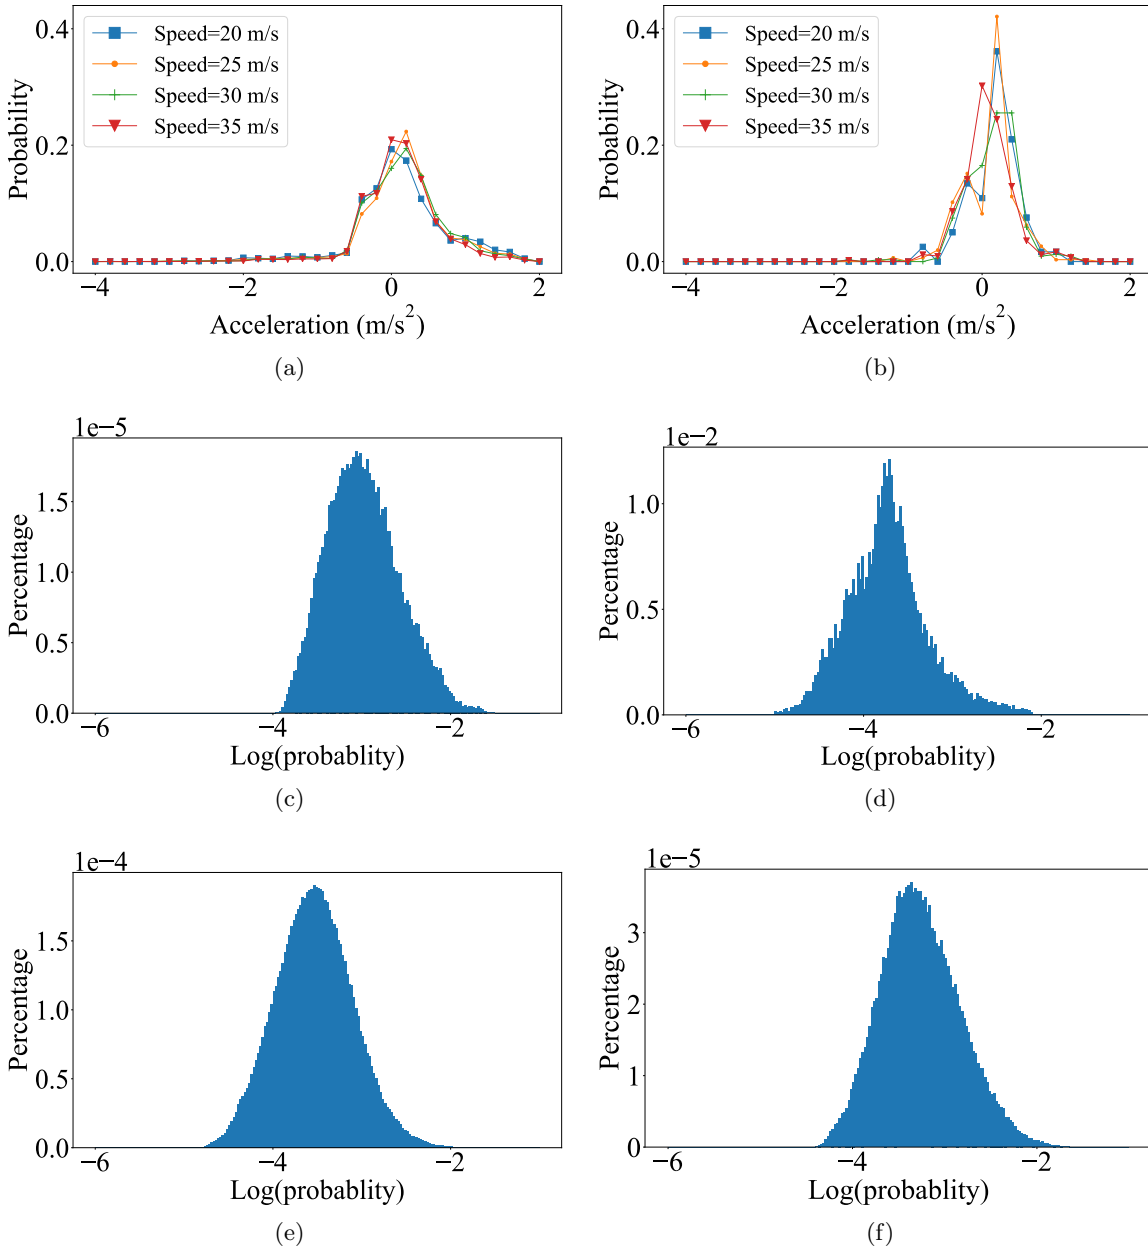 0.4
0.2
0.0
Probability
Speed=20 m/s
Speed=25 m/s
Speed=30 m/s
Speed=35 m/s
−4 −2 0 2
Acceleration (m/s²)
(a)
0.4
0.2
0.0
Probability
Speed=20 m/s
Speed=25 m/s
Speed=30 m/s
Speed=35 m/s
−4 −2 0 2
Acceleration (m/s²)
(b)
1e−5
1.5
1.0
0.5
0.0
Percentage
−6 −4 −2
Log(probablity)
(c)
1e−2
1.0
0.5
0.0
Percentage
−6 −4 −2
Log(probablity)
(d)
1e−4
1.5
1.0
0.5
0.0
Percentage
−6 −4 −2
Log(probablity)
(e)
1e−5
3
2
1
0
Percentage
−6 −4 −2
Log(probablity)
(f)